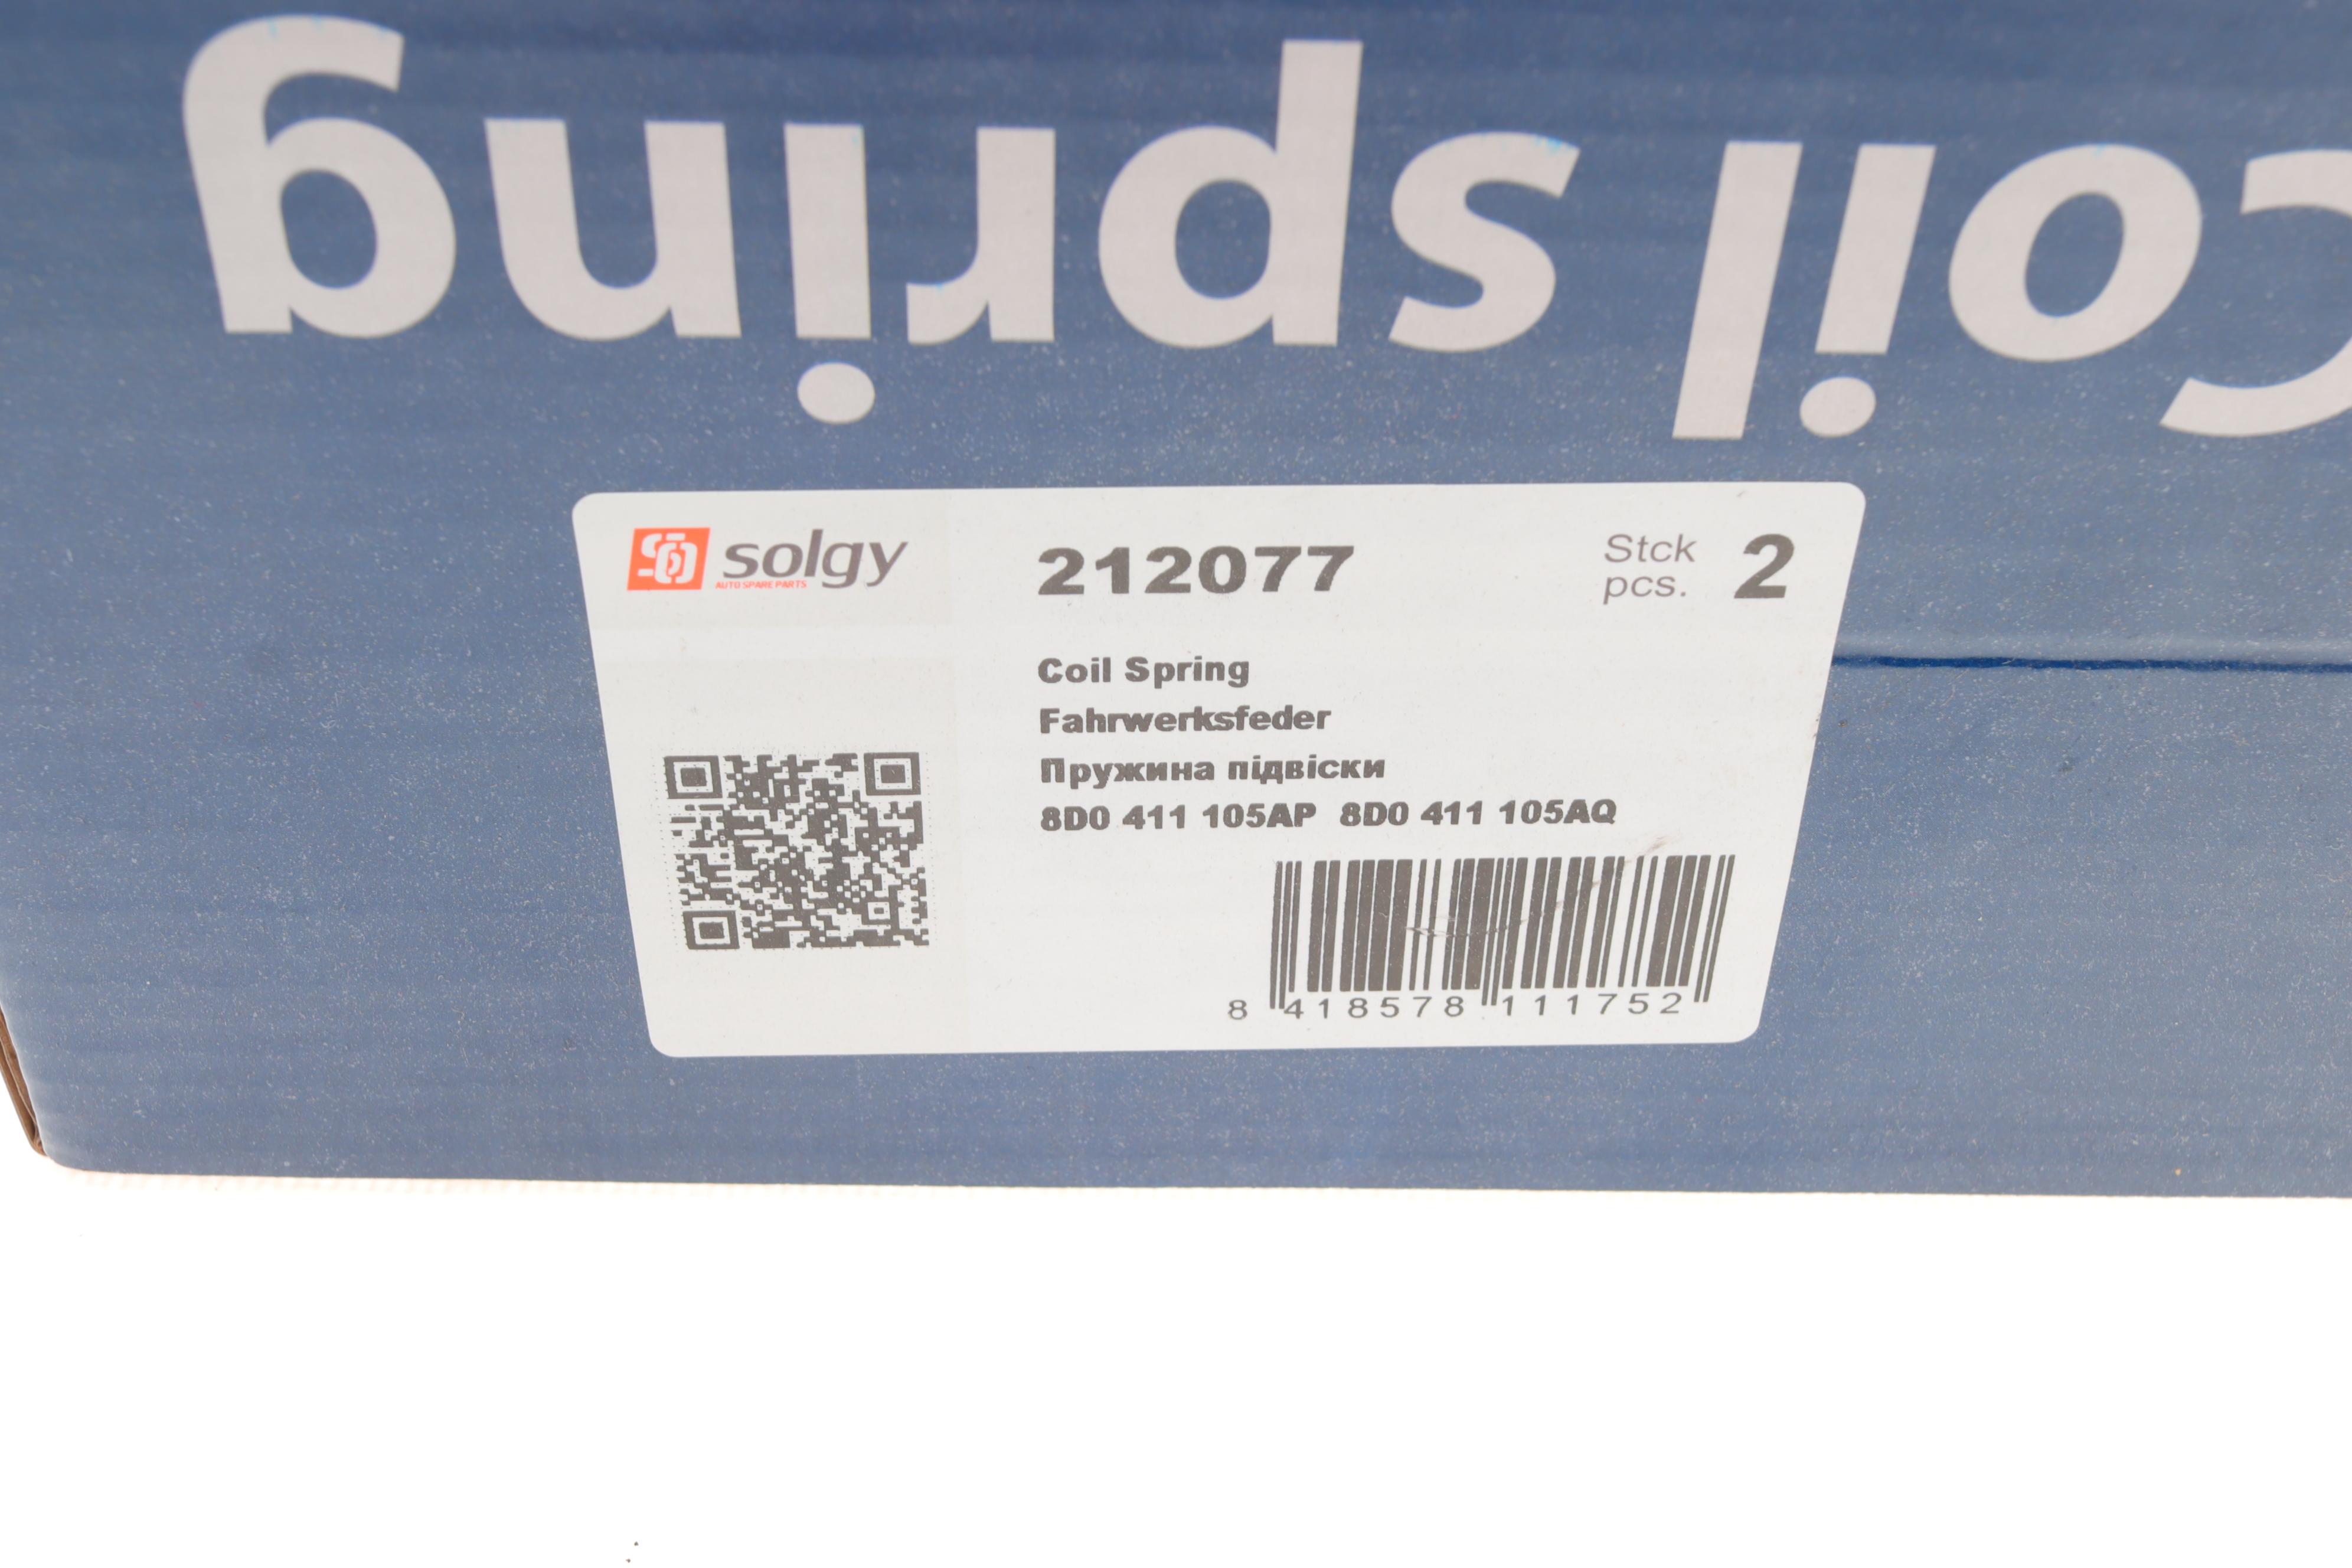 Coil spring
solgy
AUTO SPARE PARTS
212077
Stck
pcs. 2
Coil Spring
Fahrwerksfeder
Пружина підвіски
8D0 411 105AP 8D0 411 105AQ
8 418578 111752